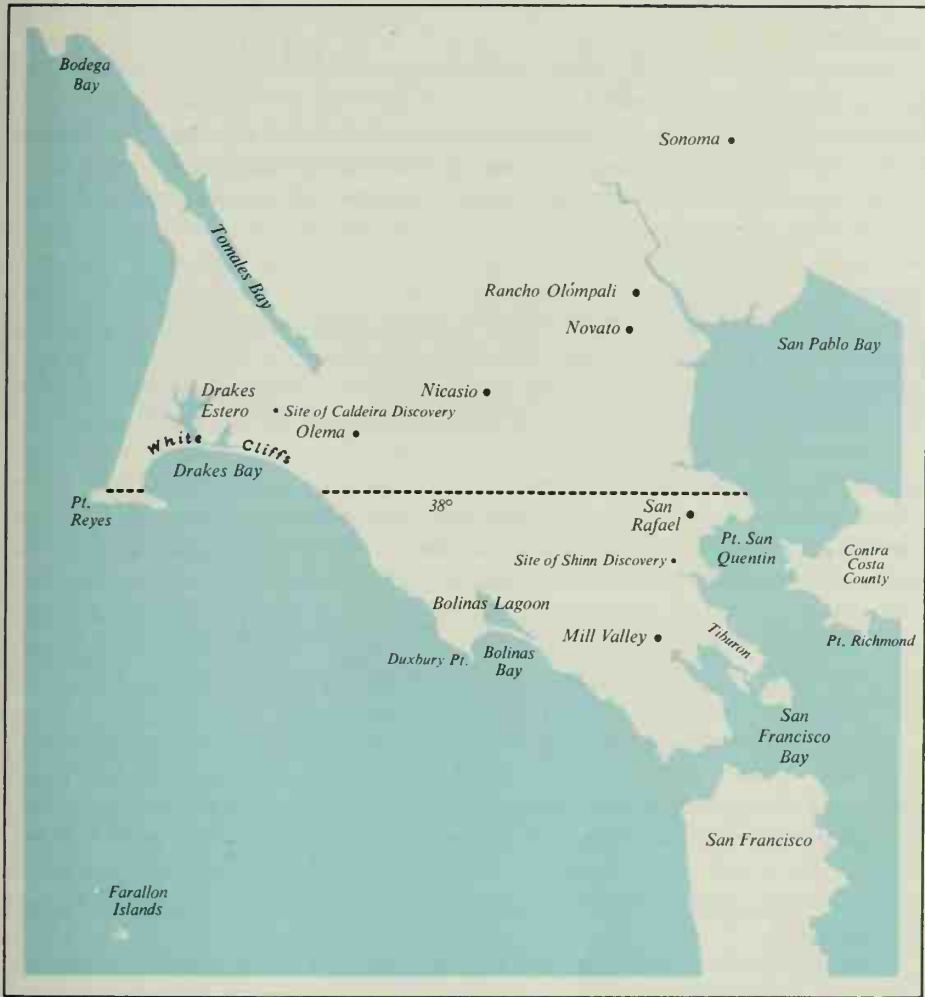 Bodega
Bay
Sonoma
Tomales Bay
Rancho Olómpali
Novato
San Pablo Bay
Nicasio
Drakes
Estero
Site of Caldeira Discovery
Olema
White Cliffs
Drakes Bay
Pt.
Reyes
38°
San
Rafael
Pt. San
Quentin
Contra
Costa
County
Site of Shinn Discovery
Bolinas Lagoon
Mill Valley
Tiburon
Pt. Richmond
Duxbury Pt.
Bolinas
Bay
San
Francisco
Bay
San Francisco
Farallon
Islands